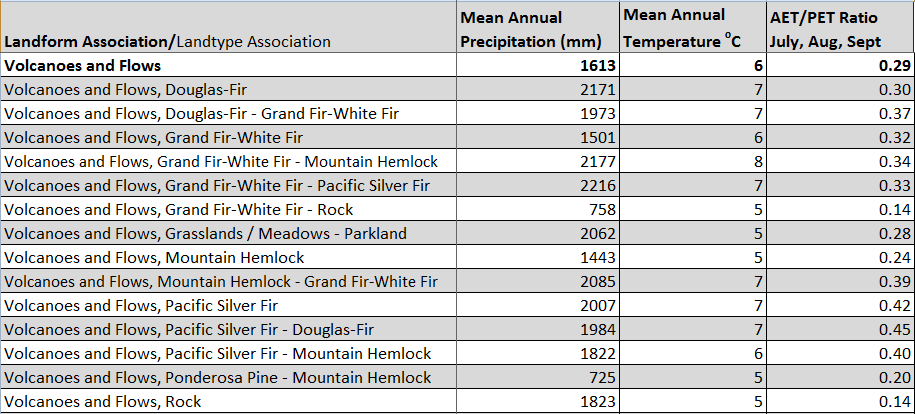 Mean Annual Mean Annual AET/PET Ratio
Landform Association/Landtype Association Precipitation (mm) Temperature °C July, Aug, Sept
Volcanoes and Flows 1613 6 0.29
Volcanoes and Flows, Douglas-Fir 2171 7 0.30
Volcanoes and Flows, Douglas-Fir - Grand Fir-White Fir 1973 7 0.37
Volcanoes and Flows, Grand Fir-White Fir 1501 6 0.32
Volcanoes and Flows, Grand Fir-White Fir - Mountain Hemlock 2177 8 0.34
Volcanoes and Flows, Grand Fir-White Fir - Pacific Silver Fir 2216 7 0.33
Volcanoes and Flows, Grand Fir-White Fir - Rock 758 5 0.14
Volcanoes and Flows, Grasslands / Meadows - Parkland 2062 5 0.28
Volcanoes and Flows, Mountain Hemlock 1443 5 0.24
Volcanoes and Flows, Mountain Hemlock - Grand Fir-White Fir 2085 7 0.39
Volcanoes and Flows, Pacific Silver Fir 2007 7 0.42
Volcanoes and Flows, Pacific Silver Fir - Douglas-Fir 1984 7 0.45
Volcanoes and Flows, Pacific Silver Fir - Mountain Hemlock 1822 6 0.40
Volcanoes and Flows, Ponderosa Pine - Mountain Hemlock 725 5 0.20
Volcanoes and Flows, Rock 1823 5 0.14